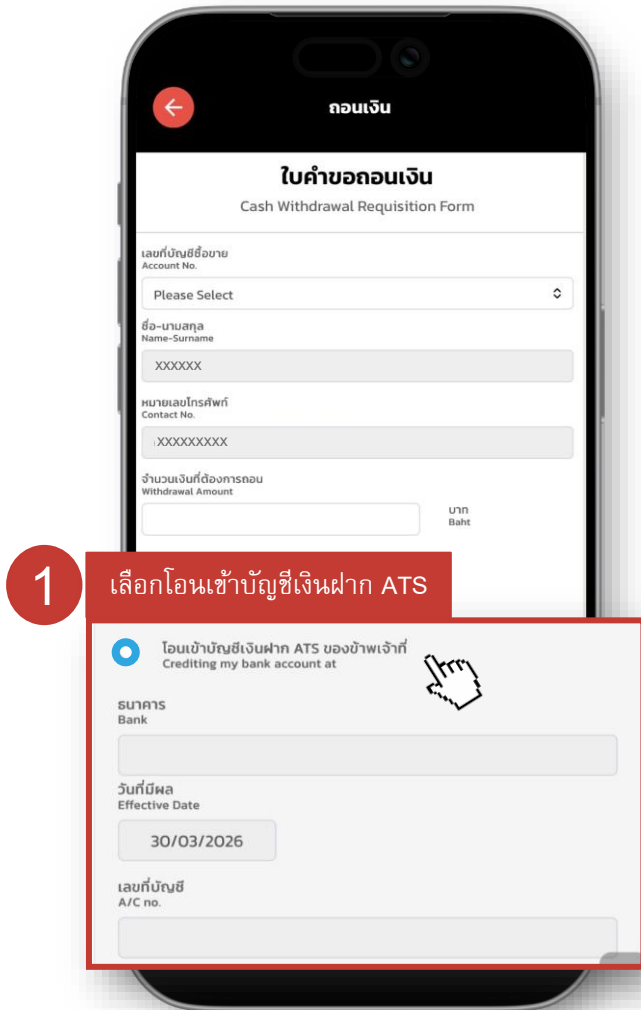 ถอนเงิน
ใบคำขอถอนเงิน
Cash Withdrawal Requisition Form
เลขที่บัญชีซื้อขาย
Account No.
Please Select
ชื่อ-นามสกุล
Name-Surname
XXXXXX
หมายเลขโทรศัพท์
Contact No.
XXXXXXXXX
จำนวนเงินที่ต้องการถอน
Withdrawal Amount
บาท
Baht
1 เลือกโอนเข้าบัญชีเงินฝาก ATS
โอนเข้าบัญชีเงินฝาก ATS ของข้าพเจ้าที่
Crediting my bank account at
ธนาคาร
Bank
วันที่มีผล
Effective Date
30/03/2026
เลขที่บัญชี
A/C no.